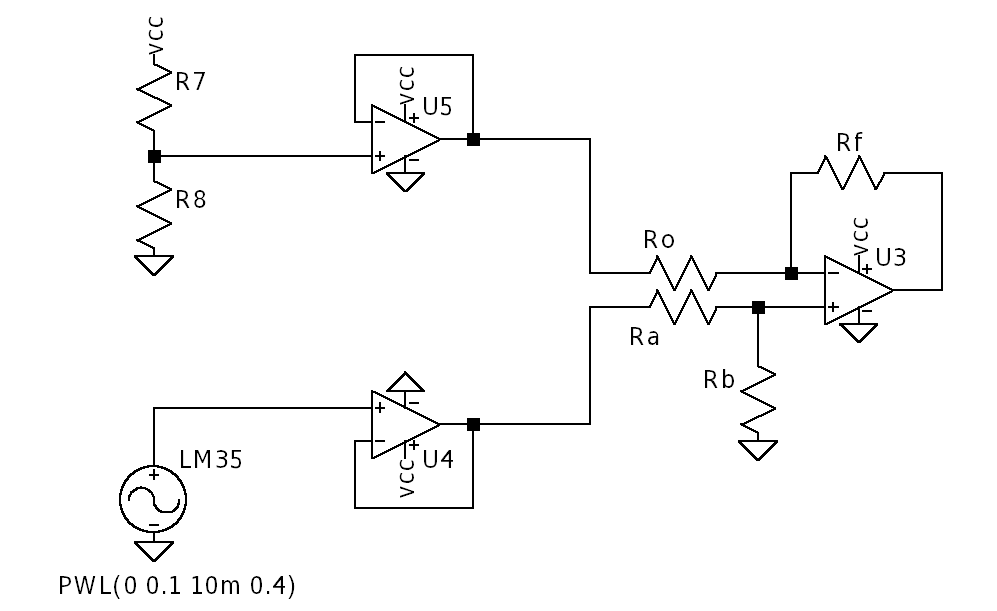 VCC
R7
R8
VCC
U5
+
−
−
+
Rf
Ro
VCC
U3
+
−
−
+
Ra
Rb
+
−
−
+
VCC
U4
LM35
+
−
PWL(0 0.1 10m 0.4)